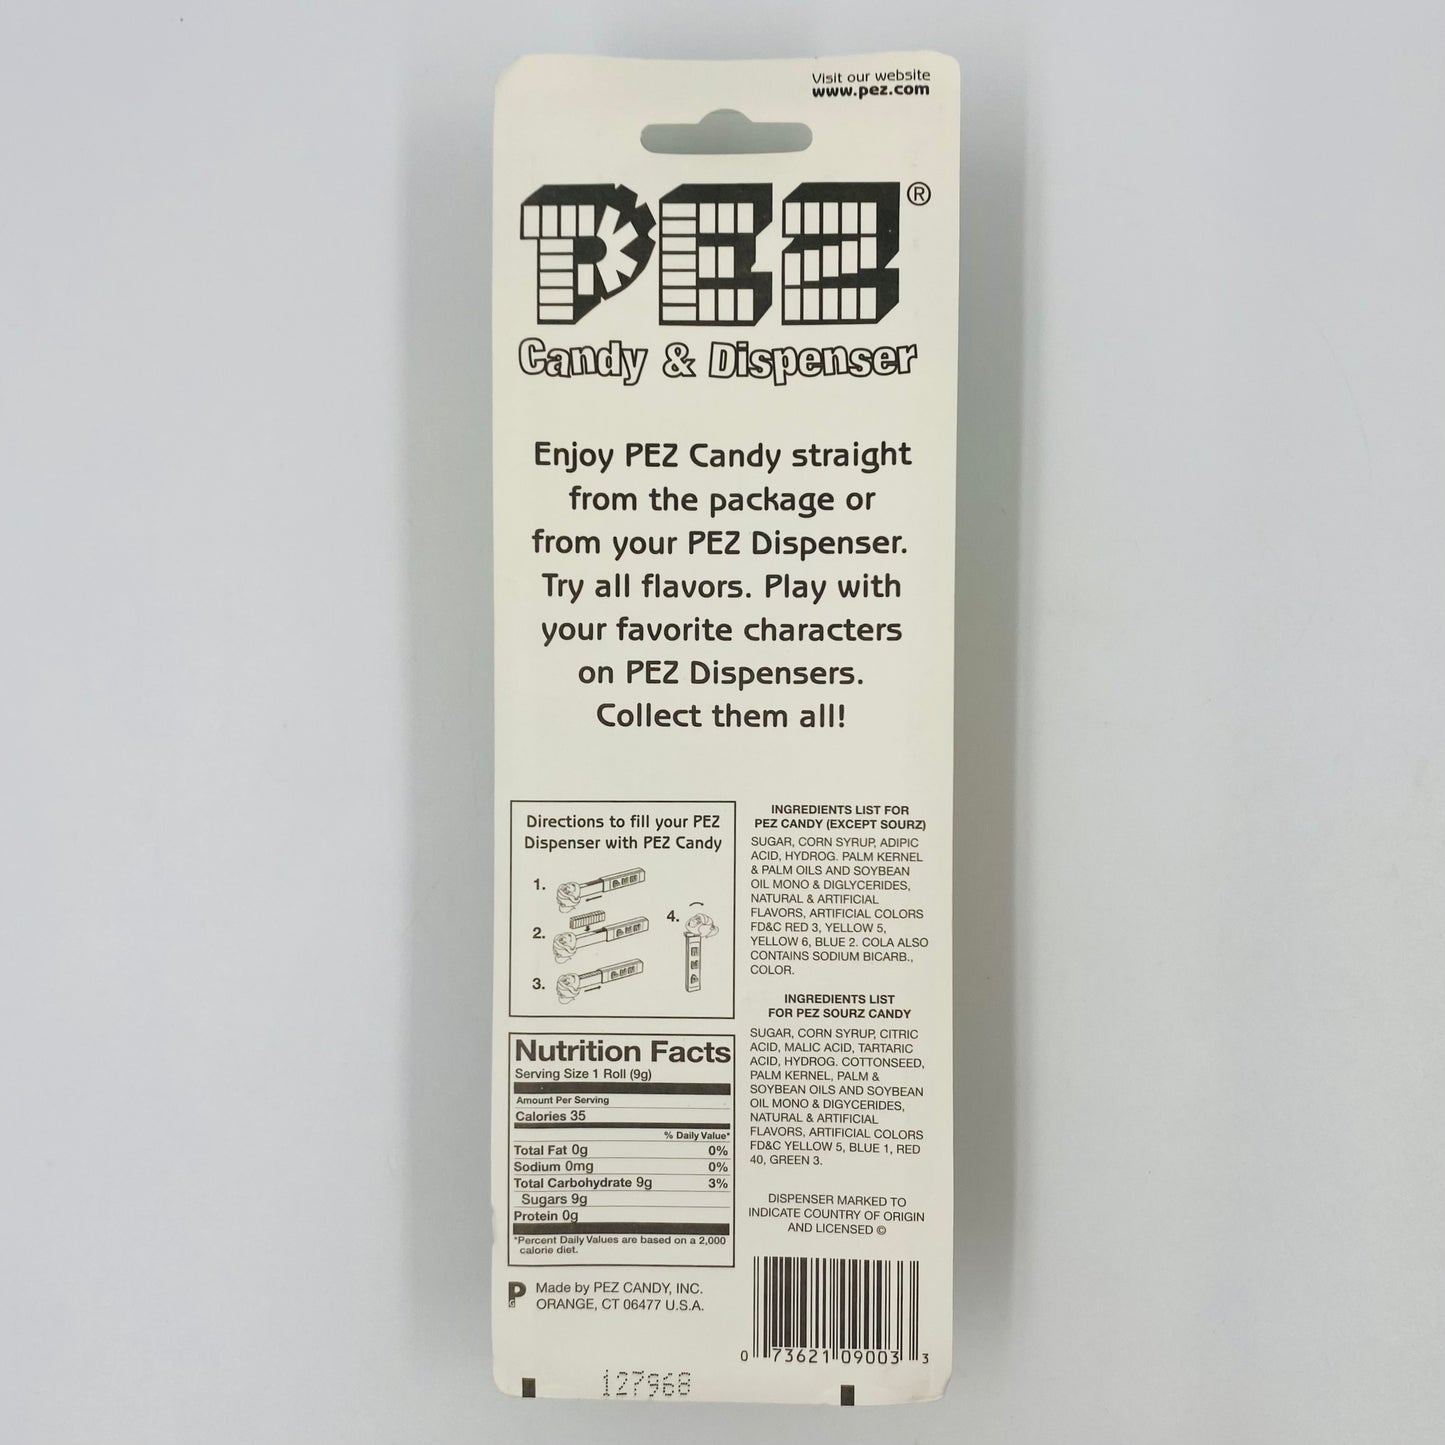 Visit our website
www.pez.com
PEZ®
Candy & Dispenser
Enjoy PEZ Candy straight
from the package or
from your PEZ Dispenser.
Try all flavors. Play with
your favorite characters
on PEZ Dispensers.
Collect them all!
Directions to fill your PEZ
Dispenser with PEZ Candy
1.
2.
3.
4.
Nutrition Facts
Serving Size 1 Roll (9g)
Amount Per Serving
Calories 35
% Daily Value*
Total Fat 0g 0%
Sodium 0mg 0%
Total Carbohydrate 9g 3%
Sugars 9g
Protein 0g
*Percent Daily Values are based on a 2,000
calorie diet.
Made by PEZ CANDY, INC.
ORANGE, CT 06477 U.S.A.
INGREDIENTS LIST FOR
PEZ CANDY (EXCEPT SOURZ)
SUGAR, CORN SYRUP, ADIPIC
ACID, HYDROG. PALM KERNEL
& PALM OILS AND SOYBEAN
OIL MONO & DIGLYCERIDES,
NATURAL & ARTIFICIAL
FLAVORS, ARTIFICIAL COLORS
FD&C RED 3, YELLOW 5,
YELLOW 6, BLUE 2. COLA ALSO
CONTAINS SODIUM BICARB.,
COLOR.
INGREDIENTS LIST
FOR PEZ SOURZ CANDY
SUGAR, CORN SYRUP, CITRIC
ACID, MALIC ACID, TARTARIC
ACID, HYDROG. COTTONSEED,
PALM KERNEL, PALM &
SOYBEAN OILS AND SOYBEAN
OIL MONO & DIGYCERIDES,
NATURAL & ARTIFICIAL
FLAVORS, ARTIFICIAL COLORS
FD&C YELLOW 5, BLUE 1, RED
40, GREEN 3.
DISPENSER MARKED TO
INDICATE COUNTRY OF ORIGIN
AND LICENSED ©
0 73621 09003 3
127968